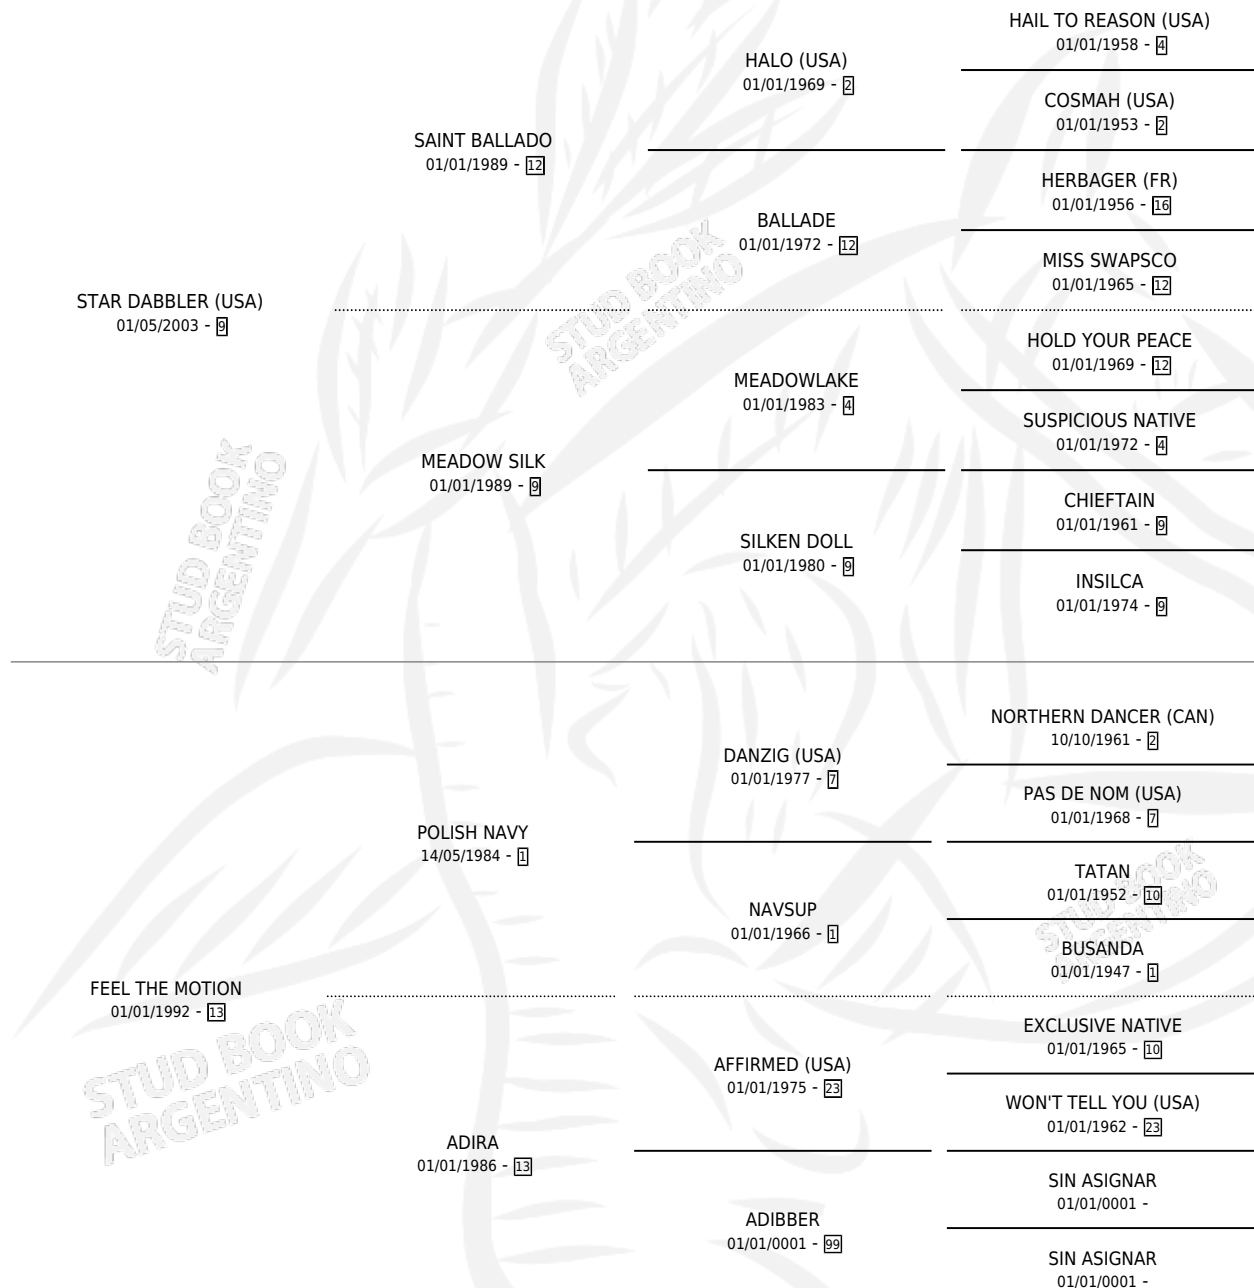 HAIL TO REASON (USA)
01/01/1958 - 4
HALO (USA)
01/01/1969 - 2
COSMAH (USA)
01/01/1953 - 2
SAINT BALLADO
01/01/1989 - 12
HERBAGER (FR)
01/01/1956 - 16
BALLADE
01/01/1972 - 12
MISS SWAPSCO
01/01/1965 - 12
STAR DABBLER (USA)
01/05/2003 - 9
STUD BOOK
ARGENTINO
HOLD YOUR PEACE
01/01/1969 - 12
MEADOWLAKE
01/01/1983 - 4
SUSPICIOUS NATIVE
01/01/1972 - 4
MEADOW SILK
01/01/1989 - 9
CHIEFTAIN
01/01/1961 - 9
SILKEN DOLL
01/01/1980 - 9
INSILCA
01/01/1974 - 9
STUD BOOK
ARGENTINO
NORTHERN DANCER (CAN)
10/10/1961 - 2
DANZIG (USA)
01/01/1977 - 7
PAS DE NOM (USA)
01/01/1968 - 7
POLISH NAVY
14/05/1984 - 1
TATAN
01/01/1952 - 10
NAVSUP
01/01/1966 - 1
BUSANDA
01/01/1947 - 1
STUD BOOK
ARGENTINO
FEEL THE MOTION
01/01/1992 - 13
STUD BOOK
ARGENTINO
EXCLUSIVE NATIVE
01/01/1965 - 10
AFFIRMED (USA)
01/01/1975 - 23
WON'T TELL YOU (USA)
01/01/1962 - 23
ADIRA
01/01/1986 - 13
SIN ASIGNAR
01/01/0001 -
ADIBBER
01/01/0001 - 99
SIN ASIGNAR
01/01/0001 -